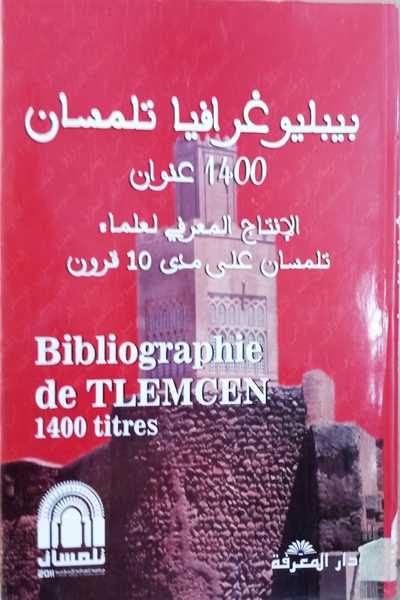 بيبليوغرافيا تلمسان
1400 عنوان
الإنتاج المعرفي لعلماء
تلمسان على مدى 10 قرون
Bibliographie
de TLEMCEN
1400 titres
تلمسان
2011
دار المعرفة